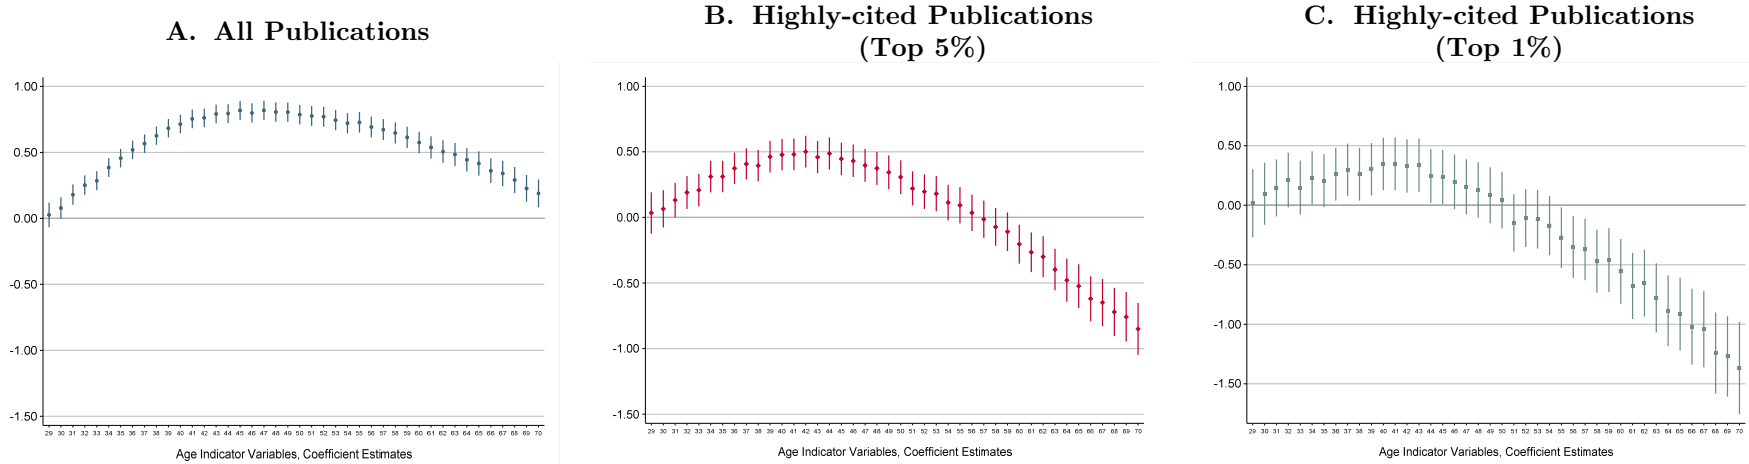 A. All Publications
1.00
0.50
0.00
-0.50
-1.00
-1.50
29 30 31 32 33 34 35 36 37 38 39 40 41 42 43 44 45 46 47 48 49 50 51 52 53 54 55 56 57 58 59 60 61 62 63 64 65 66 67 68 69 70
Age Indicator Variables, Coefficient Estimates
B. Highly-cited Publications
(Top 5%)
1.00
0.50
0.00
-0.50
-1.00
-1.50
29 30 31 32 33 34 35 36 37 38 39 40 41 42 43 44 45 46 47 48 49 50 51 52 53 54 55 56 57 58 59 60 61 62 63 64 65 66 67 68 69 70
Age Indicator Variables, Coefficient Estimates
C. Highly-cited Publications
(Top 1%)
1.00
0.50
0.00
-0.50
-1.00
-1.50
29 30 31 32 33 34 35 36 37 38 39 40 41 42 43 44 45 46 47 48 49 50 51 52 53 54 55 56 57 58 59 60 61 62 63 64 65 66 67 68 69 70
Age Indicator Variables, Coefficient Estimates